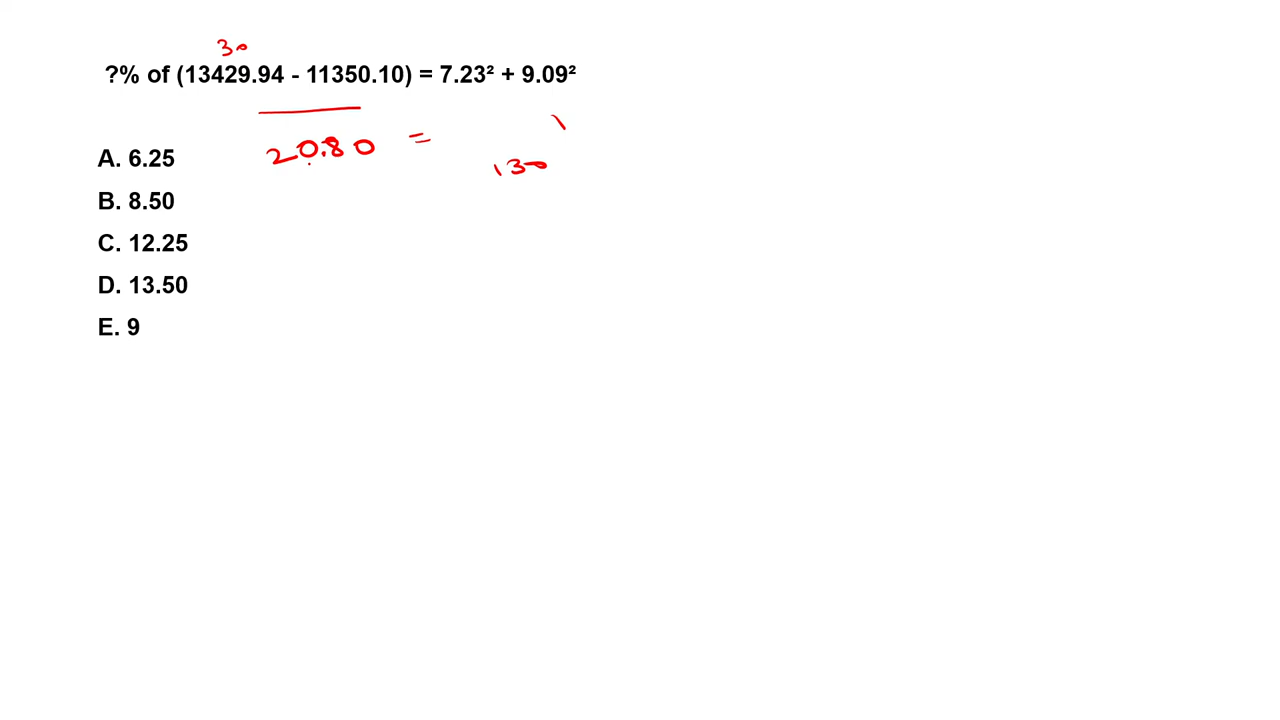 30
?% of (13429.94 - 11350.10) = 7.23² + 9.09²
20.80 =
130
A. 6.25
B. 8.50
C. 12.25
D. 13.50
E. 9